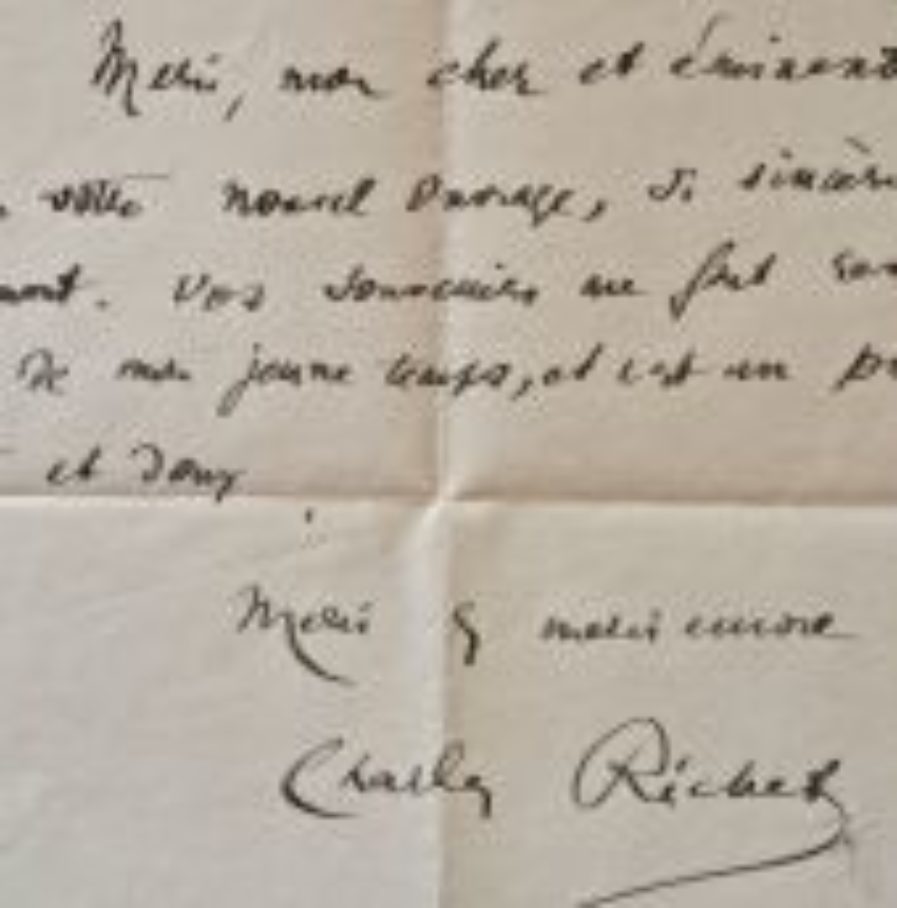 Merci, mon cher et éminent
votre nouvel ouvrage, si sincère
ment. Vos souvenirs me font
de mon jeune temps, et c'est un
et doux
Merci & merci encore
Charles Richet